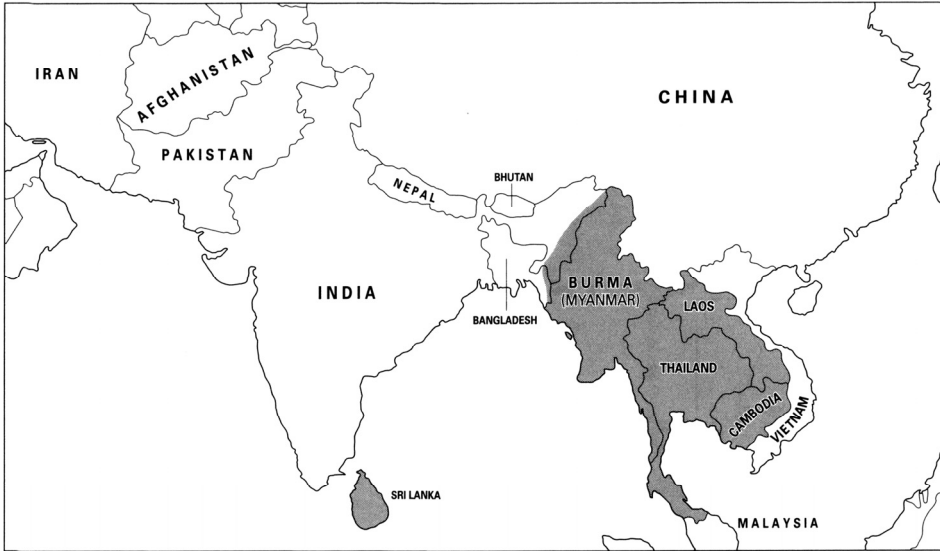 IRAN
AFGHANISTAN
CHINA
PAKISTAN
BHUTAN
NEPAL
INDIA
BURMA
(MYANMAR)
LAOS
BANGLADESH
THAILAND
CAMBODIA
VIETNAM
SRI LANKA
MALAYSIA